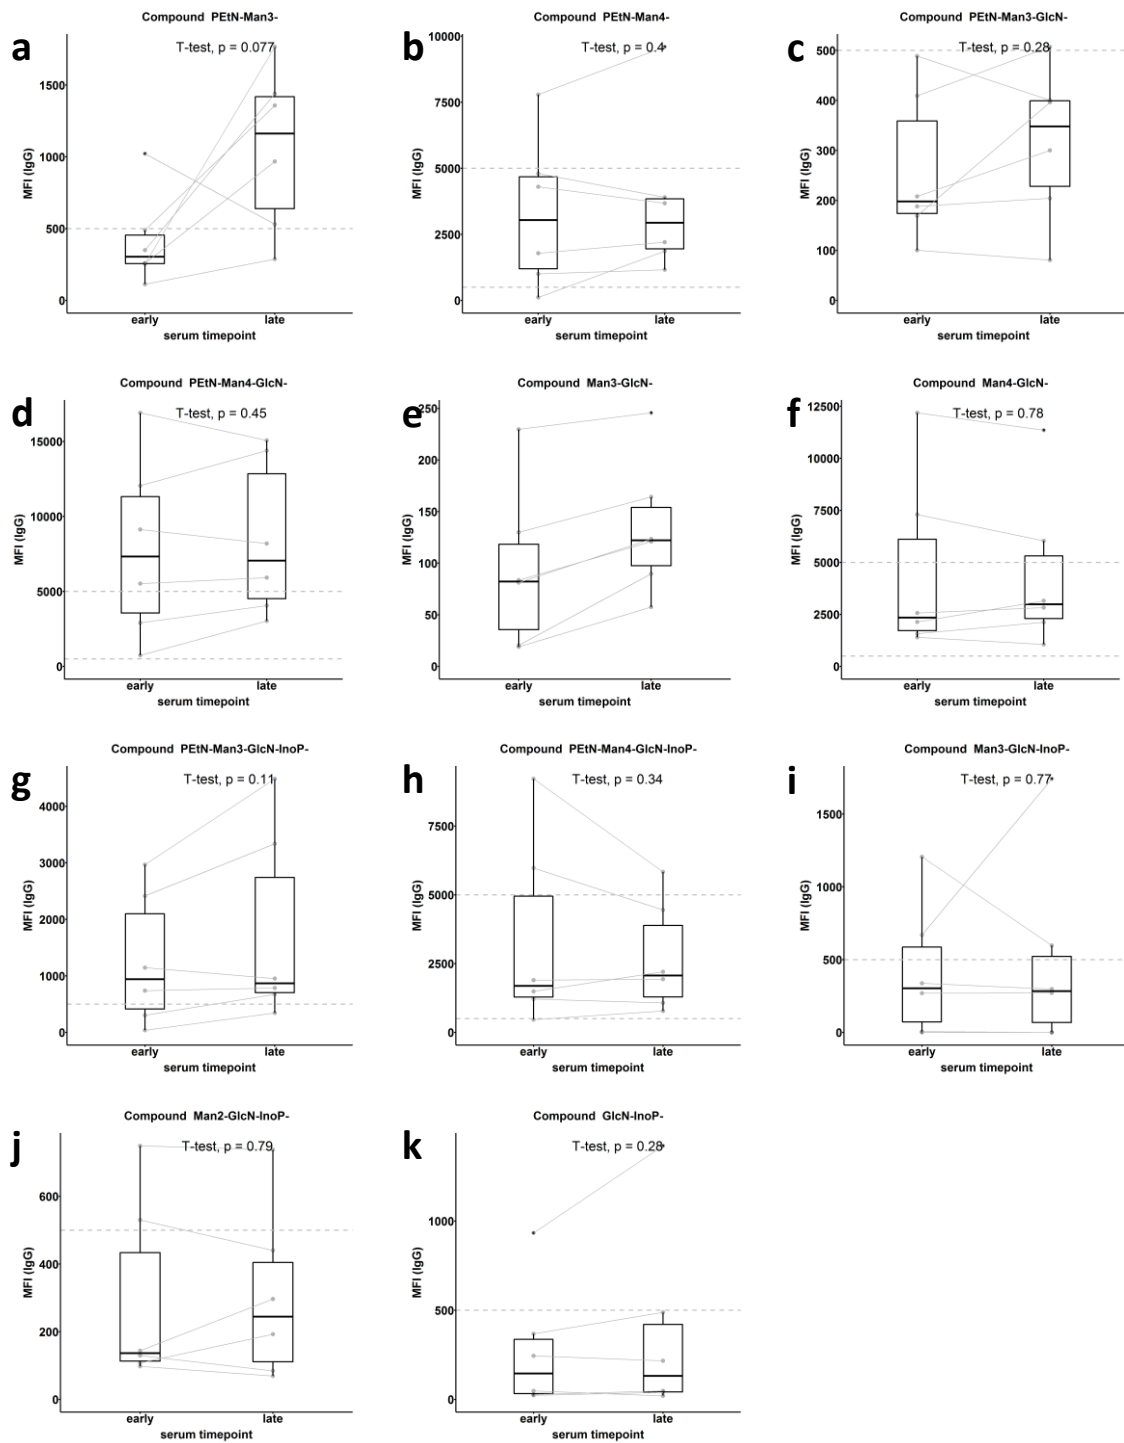 Compound PEtN-Man3-
a
T-test, p = 0.077
1500
1000
500
0
MFI (IgG)
early
late
serum timepoint
Compound PEtN-Man4-
b
T-test, p = 0.4
10000
7500
5000
2500
0
MFI (IgG)
early
late
serum timepoint
Compound PEtN-Man3-GlcN-
c
T-test, p = 0.28
500
400
300
200
100
0
MFI (IgG)
early
late
serum timepoint
Compound PEtN-Man4-GlcN-
d
T-test, p = 0.45
15000
10000
5000
0
MFI (IgG)
early
late
serum timepoint
Compound Man3-GlcN-
e
250
200
150
100
50
0
MFI (IgG)
early
late
serum timepoint
Compound Man4-GlcN-
f
T-test, p = 0.78
12500
10000
7500
5000
2500
0
MFI (IgG)
early
late
serum timepoint
Compound PEtN-Man3-GlcN-InoP-
g
T-test, p = 0.11
4000
3000
2000
1000
0
MFI (IgG)
early
late
serum timepoint
Compound PEtN-Man4-GlcN-InoP-
h
T-test, p = 0.34
7500
5000
2500
0
MFI (IgG)
early
late
serum timepoint
Compound Man3-GlcN-InoP-
i
T-test, p = 0.77
1500
1000
500
0
MFI (IgG)
early
late
serum timepoint
Compound Man2-GlcN-InoP-
j
T-test, p = 0.79
600
400
200
0
MFI (IgG)
early
late
serum timepoint
Compound GlcN-InoP-
k
T-test, p = 0.28
1000
500
0
MFI (IgG)
early
late
serum timepoint